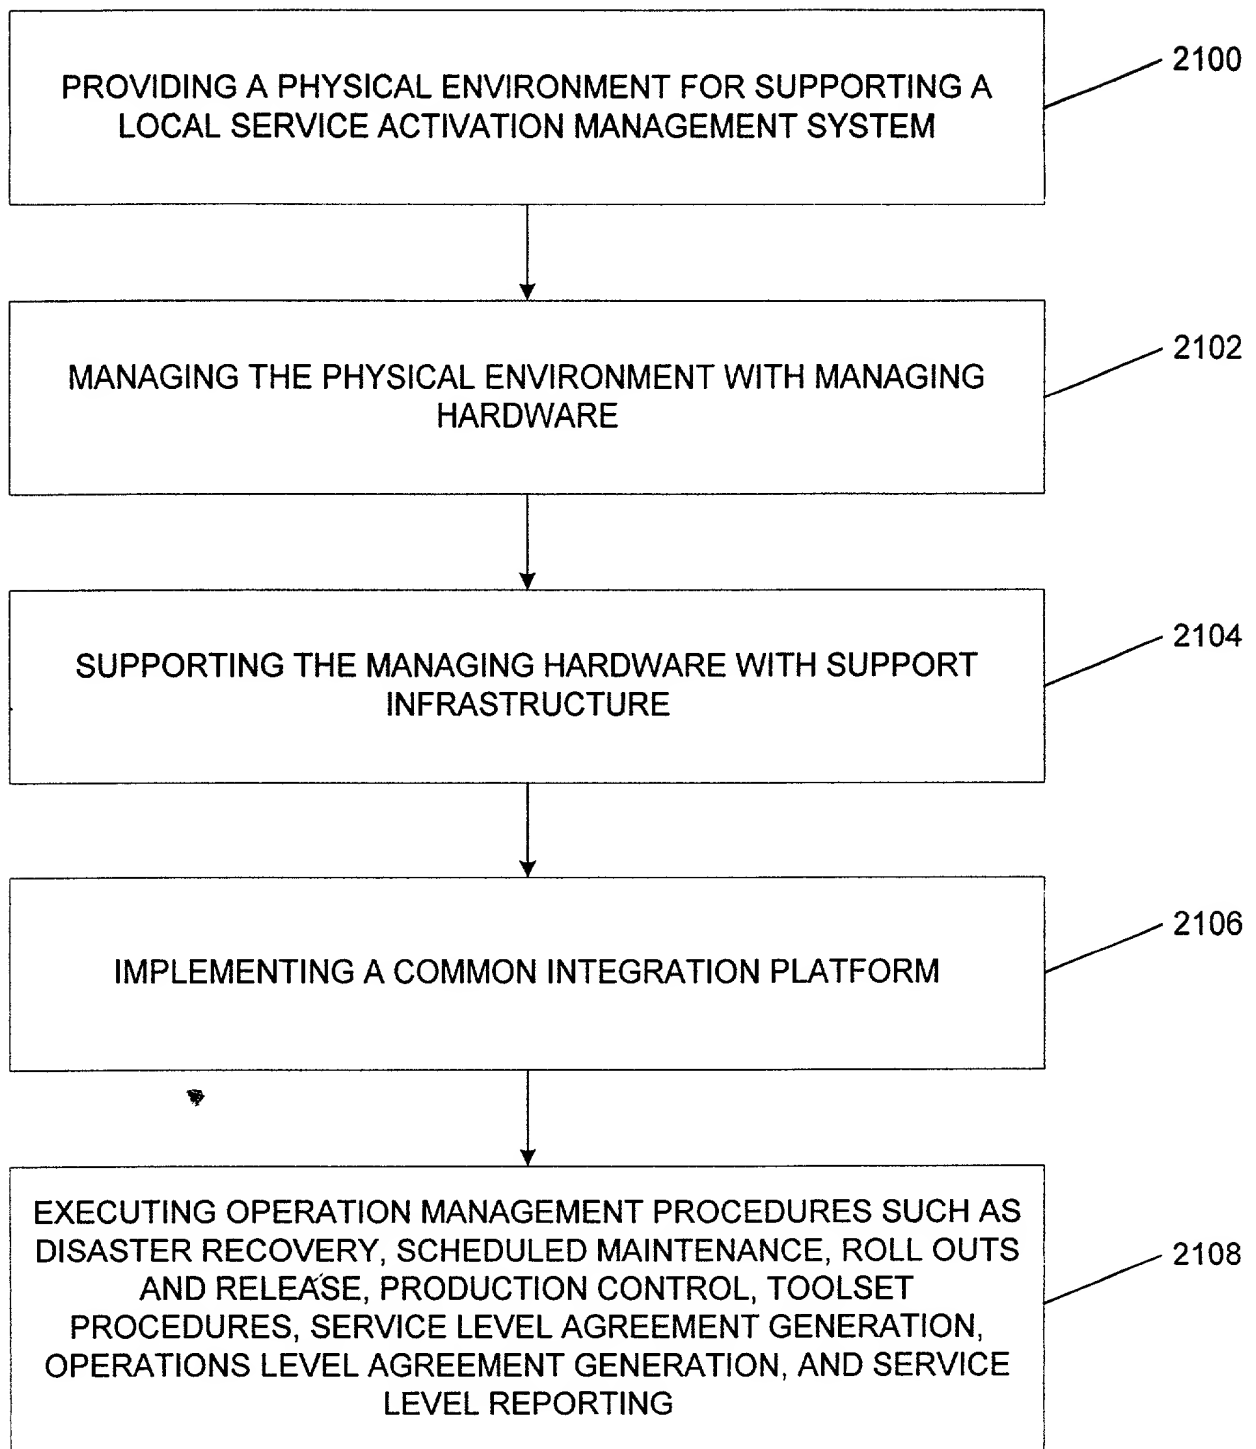 2100
PROVIDING A PHYSICAL ENVIRONMENT FOR SUPPORTING A
LOCAL SERVICE ACTIVATION MANAGEMENT SYSTEM
2102
MANAGING THE PHYSICAL ENVIRONMENT WITH MANAGING
HARDWARE
2104
SUPPORTING THE MANAGING HARDWARE WITH SUPPORT
INFRASTRUCTURE
2106
IMPLEMENTING A COMMON INTEGRATION PLATFORM
EXECUTING OPERATION MANAGEMENT PROCEDURES SUCH AS
DISASTER RECOVERY, SCHEDULED MAINTENANCE, ROLL OUTS
2108
AND RELEASE, PRODUCTION CONTROL, TOOLSET
PROCEDURES, SERVICE LEVEL AGREEMENT GENERATION,
OPERATIONS LEVEL AGREEMENT GENERATION, AND SERVICE
LEVEL REPORTING